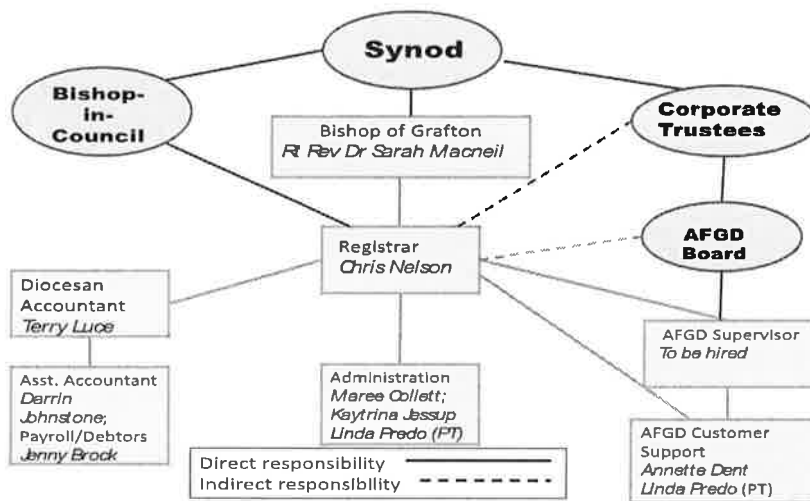 Synod
Bishop-
in-
Council
Bishop of Grafton
Rt Rev Dr Sarah Macneil
Corporate
Trustees
Registrar
Chris Nelson
AFGD
Board
Diocesan
Accountant
Terry Luce
AFGD Supervisor
To be hired
Asst. Accountant
Darrin
Johnstone;
Payroll/Debtors
Jenny Brock
Administration
Maree Collett;
Kaytrina Jessup
Linda Predo (PT)
AFGD Customer
Support
Annette Dent
Linda Predo (PT)
Direct responsibility
Indirect responsibility